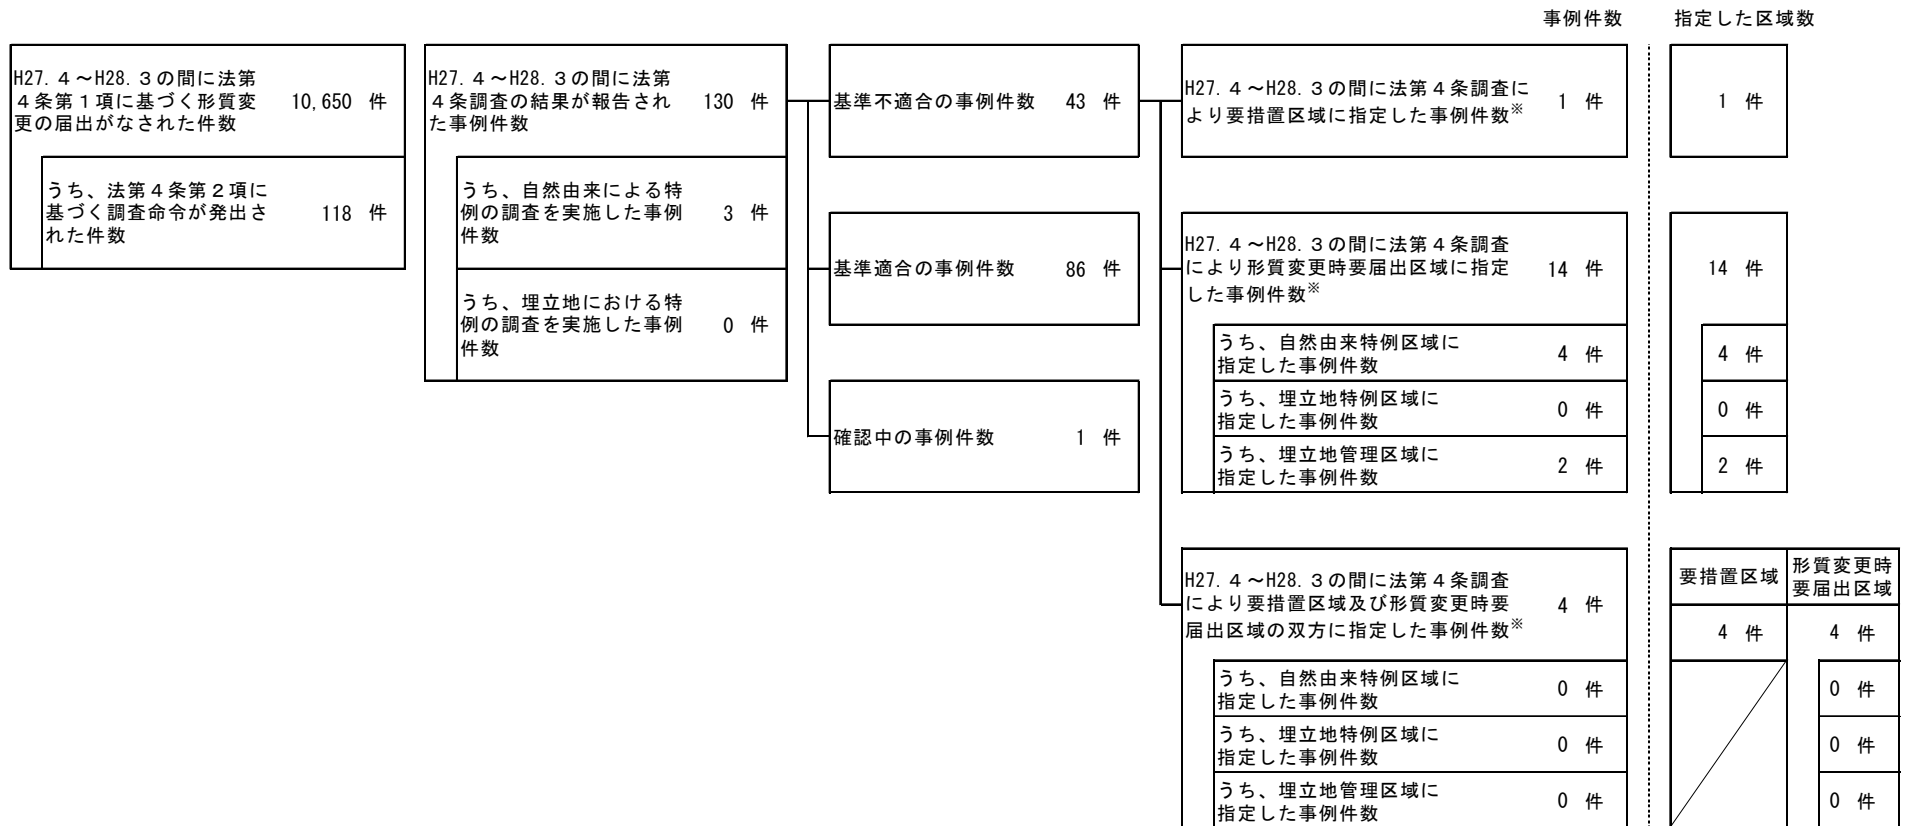 事例件数
指定した区域数
H27.４～H28.３の間に法第
４条第１項に基づく形質変
更の届出がなされた件数
10,650 件
うち、法第４条第２項に
基づく調査命令が発出さ
れた件数
118 件
H27.４～H28.３の間に法第
４条調査の結果が報告され
た事例件数
130 件
うち、自然由来による特
例の調査を実施した事例
件数
3 件
うち、埋立地における特
例の調査を実施した事例
件数
0 件
基準不適合の事例件数 43 件
基準適合の事例件数 86 件
確認中の事例件数 1 件
H27.４～H28.３の間に法第４条調査に
より要措置区域に指定した事例件数※
1 件
1 件
H27.４～H28.３の間に法第４条調査
により形質変更時要届出区域に指定
した事例件数※
14 件
14 件
うち、自然由来特例区域に
指定した事例件数
4 件
4 件
うち、埋立地特例区域に
指定した事例件数
0 件
0 件
うち、埋立地管理区域に
指定した事例件数
2 件
2 件
H27.４～H28.３の間に法第４条調査
により要措置区域及び形質変更時要
届出区域の双方に指定した事例件数※
4 件
要措置区域
形質変更時
要届出区域
4 件
4 件
うち、自然由来特例区域に
指定した事例件数
0 件
0 件
うち、埋立地特例区域に
指定した事例件数
0 件
0 件
うち、埋立地管理区域に
指定した事例件数
0 件
0 件